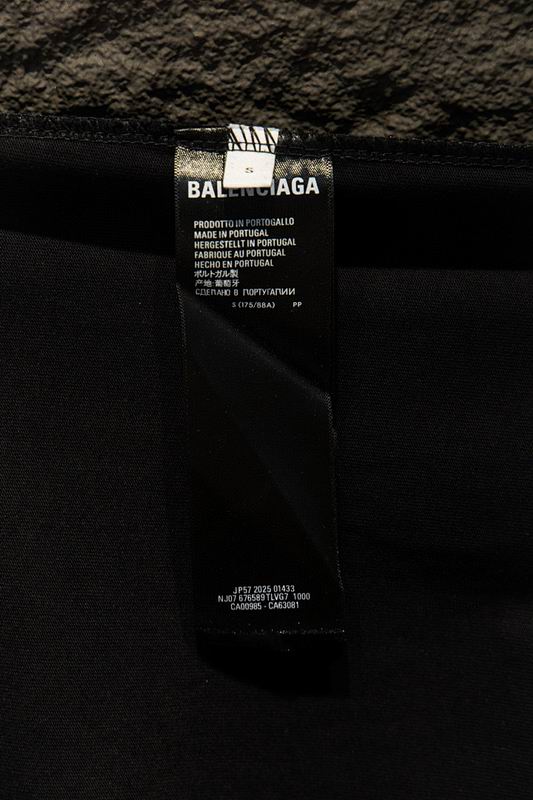 S
BALENCIAGA
PRODOTTO IN PORTOGALLO
MADE IN PORTUGAL
HERGESTELLT IN PORTUGAL
FABRIQUE AU PORTUGAL
HECHO EN PORTUGAL
ポルトガル製
产地:葡萄牙
СДЕЛАНО В ПОРТУГАЛИИ
S (175/88A) PP
JP57 2025 01433
NJ07 676589 TLVG7 1000
CA00985 - CA63081